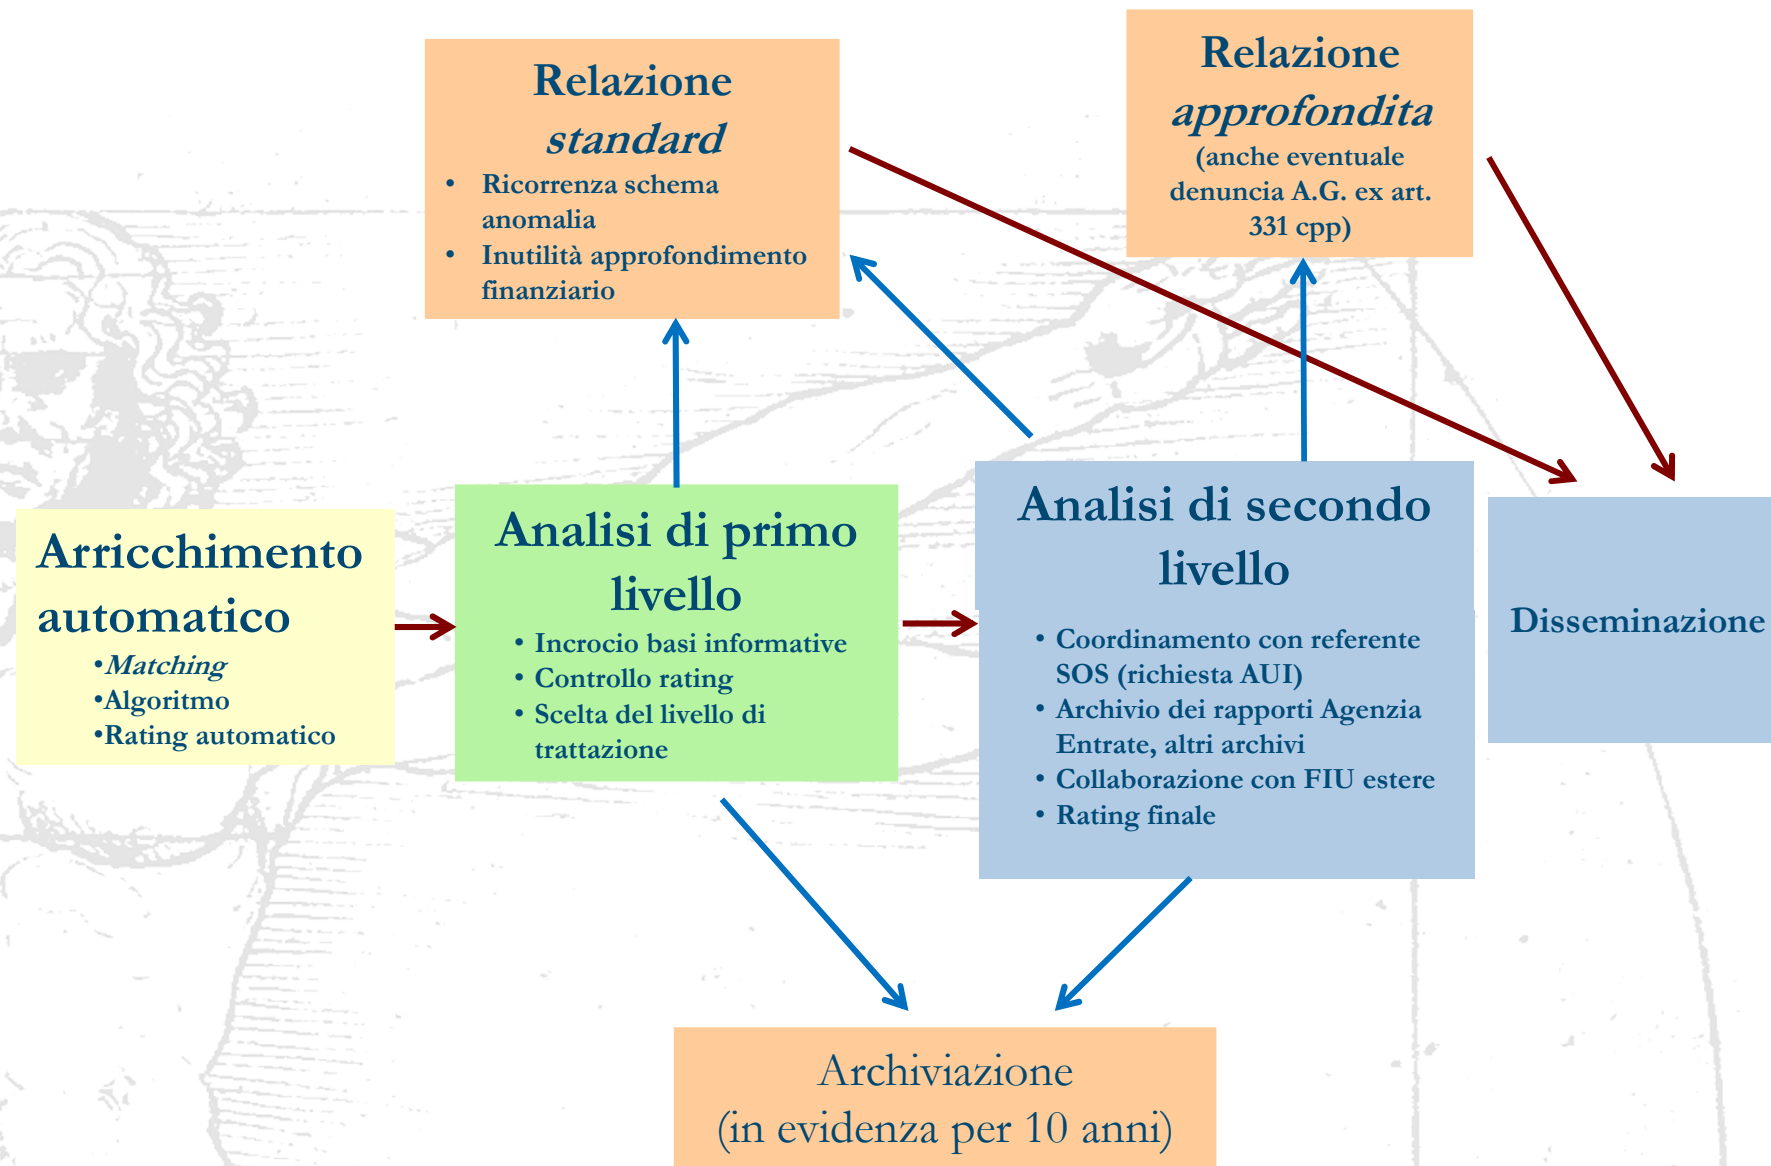 Relazione
standard
• Ricorrenza schema
anomalia
• Inutilità approfondimento
finanziario
Relazione
approfondita
(anche eventuale
denuncia A.G. ex art.
331 cpp)
Arricchimento
automatico
•Matching
•Algoritmo
•Rating automatico
Analisi di primo
livello
• Incrocio basi informative
• Controllo rating
• Scelta del livello di
trattazione
Analisi di secondo
livello
• Coordinamento con referente
SOS (richiesta AUI)
• Archivio dei rapporti Agenzia
Entrate, altri archivi
• Collaborazione con FIU estere
• Rating finale
Disseminazione
Archiviazione
(in evidenza per 10 anni)